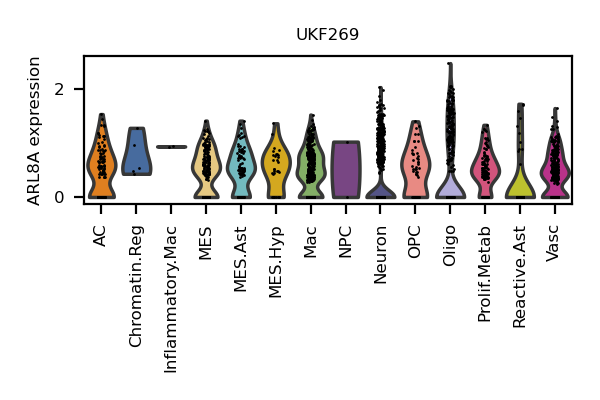 UKF269
ARL8A expression
2
0
AC
Chromatin.Reg
Inflammatory.Mac
MES
MES.Ast
MES.Hyp
Mac
NPC
Neuron
OPC
Oligo
Prolif.Metab
Reactive.Ast
Vasc